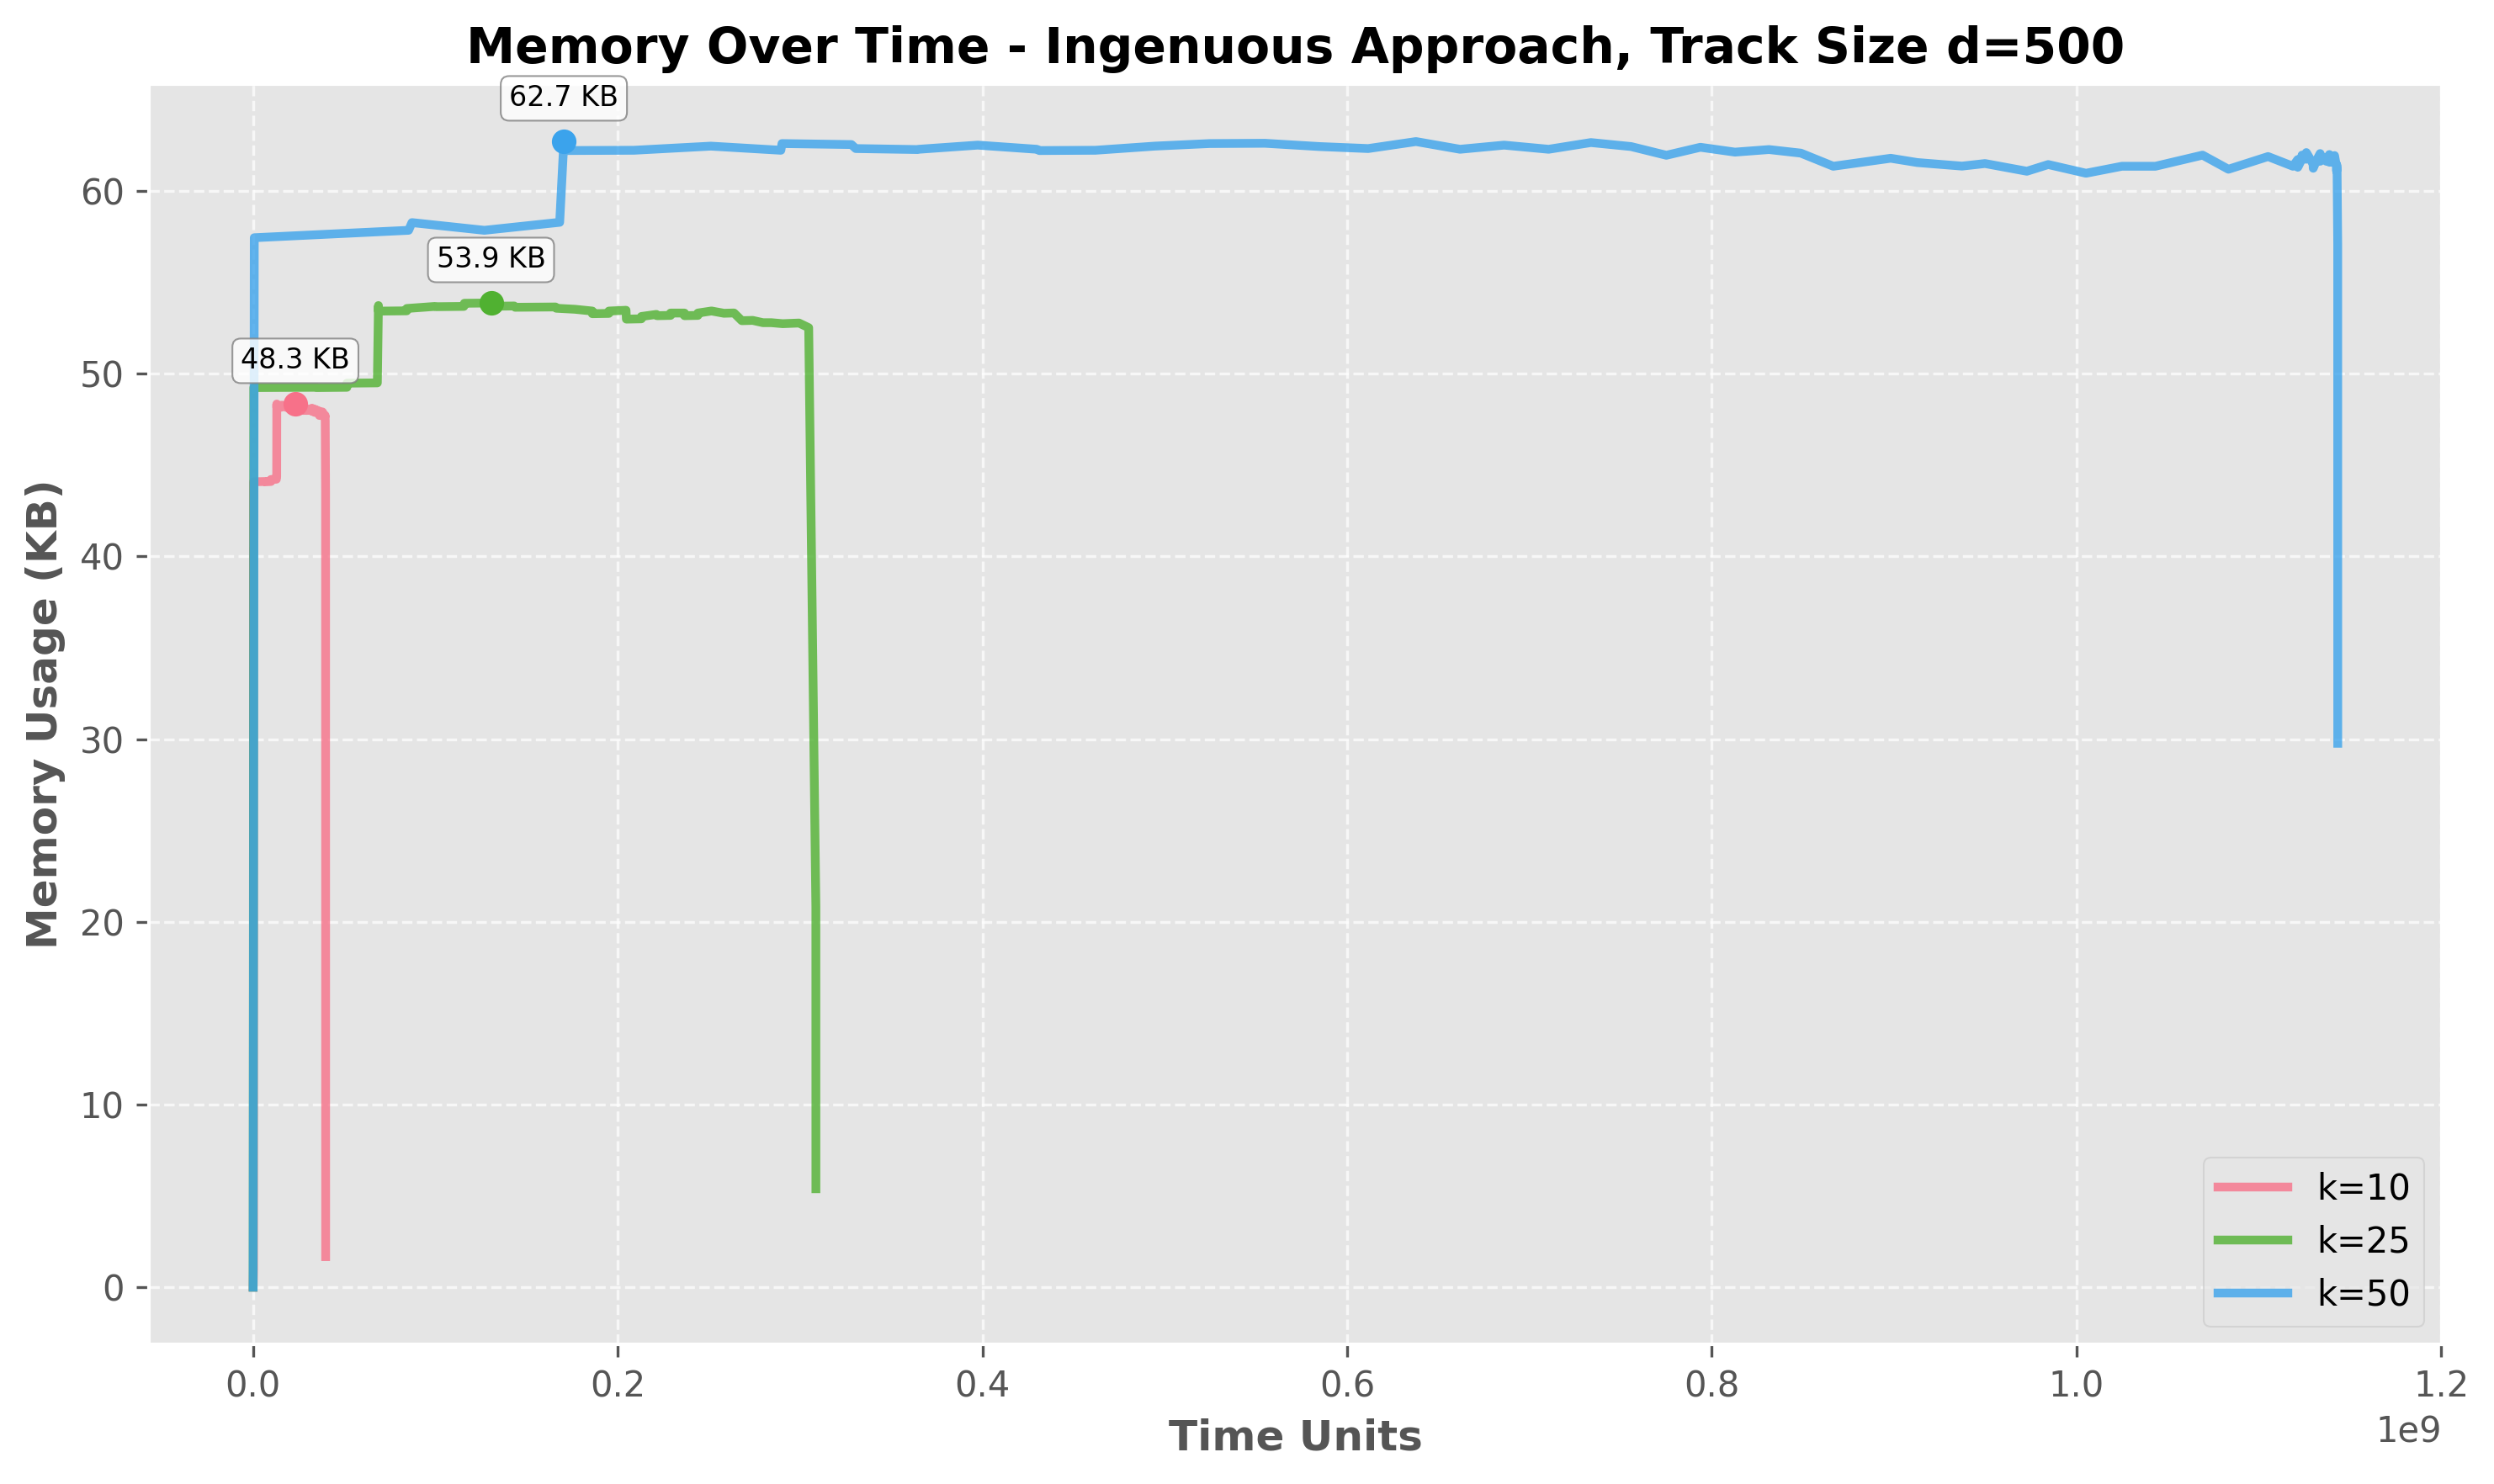 Memory Over Time - Ingenuous Approach, Track Size d=500
62.7 KB
53.9 KB
48.3 KB
Memory Usage (KB)
60
50
40
30
20
10
0
k=10
k=25
k=50
0.0 0.2 0.4 0.6 0.8 1.0 1.2
1e9
Time Units